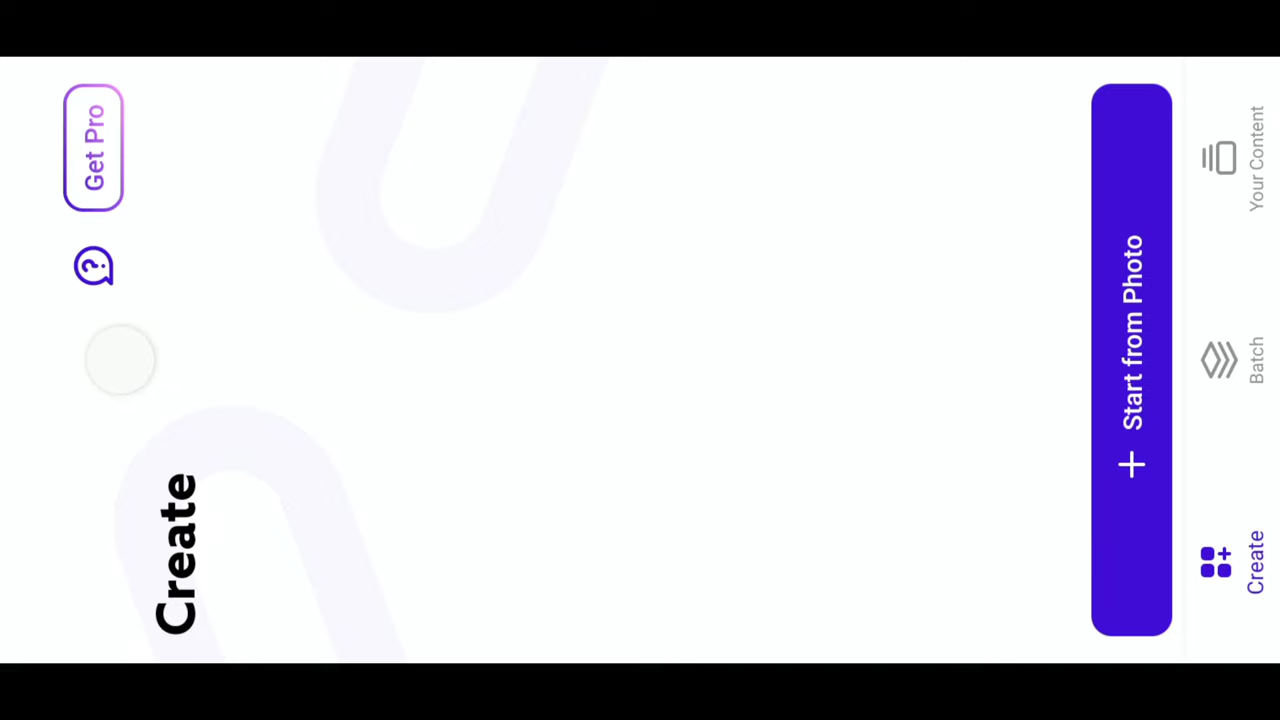 Get Pro
Create
Start from Photo
Create
Batch
Your Content